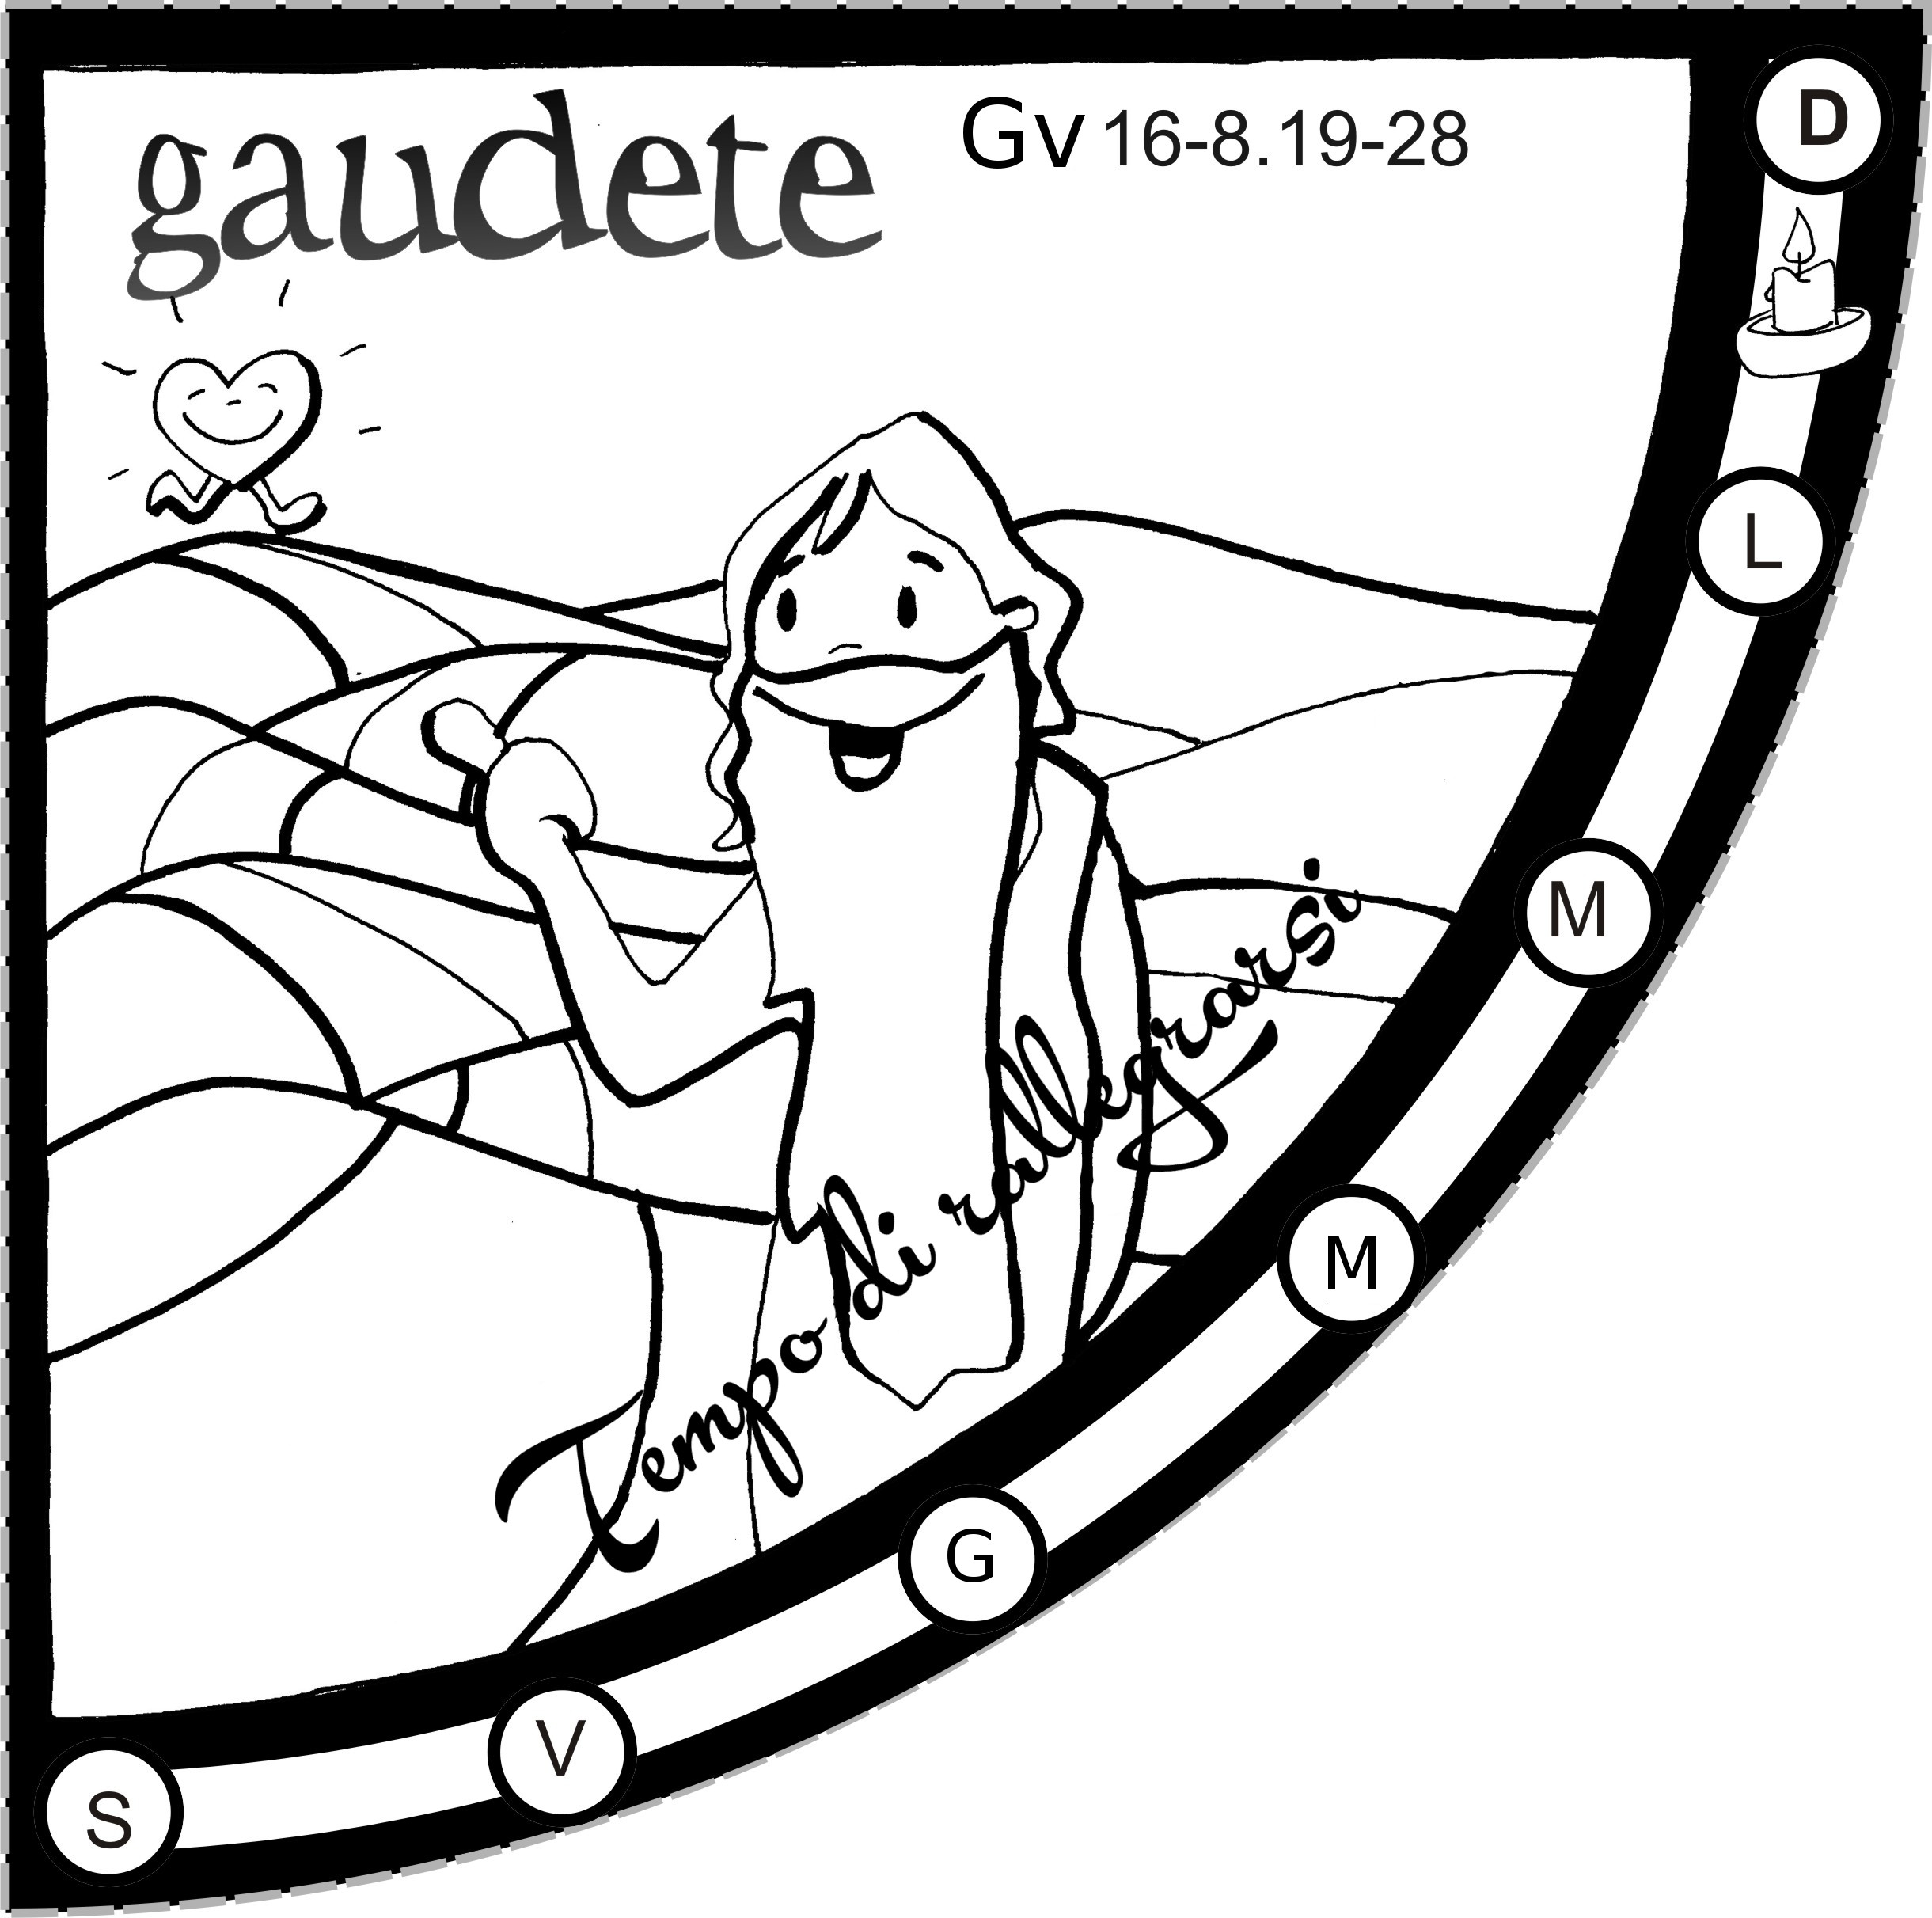 gaudete
Gv 16-8.19-28
D
L
M
M
G
V
S
Tempo di rallegrarsi